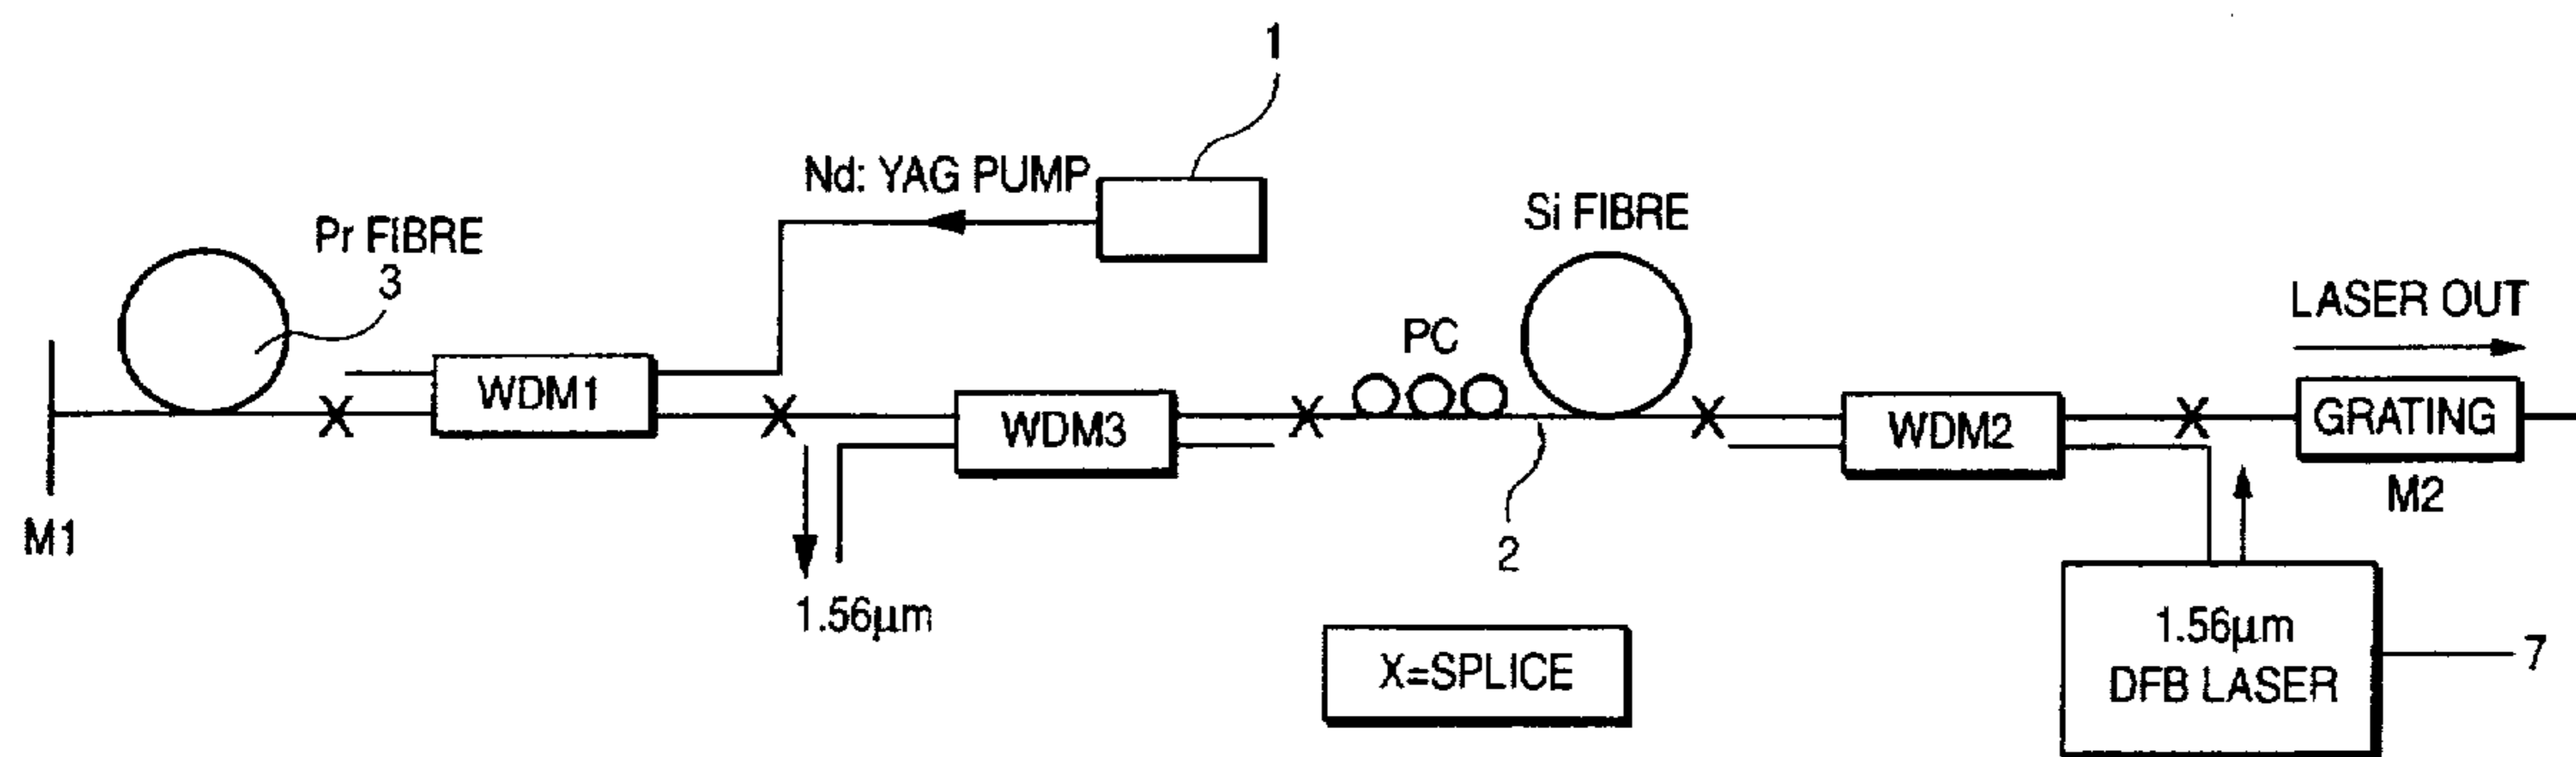 1
Nd: YAG PUMP
Si FIBRE
Pr FIBRE
3
LASER OUT
PC
WDM1
X
X
WDM3
X
X
WDM2
X
GRATING
M1
M2
2
1.56µm
X=SPLICE
1.56µm
DFB LASER
7